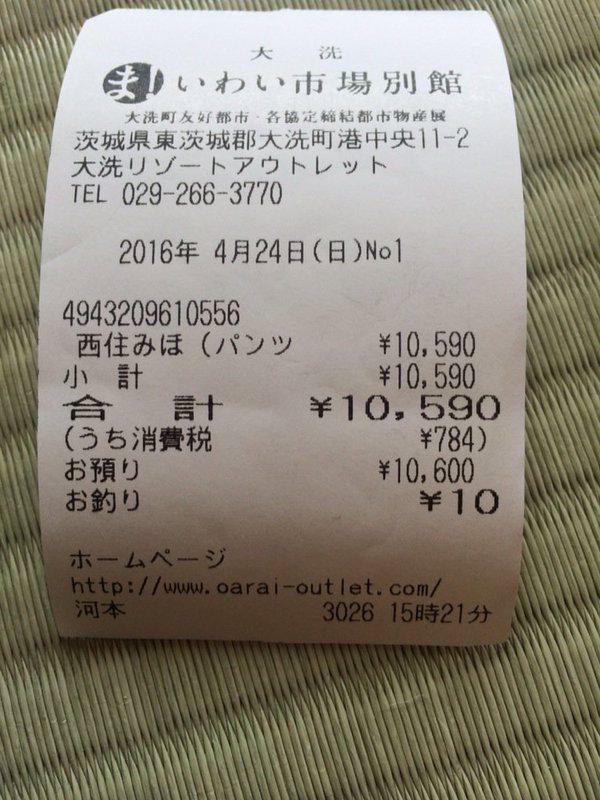 大洗
ま いわい市場別館
大洗町友好都市・各協定締結都市物産展
茨城県東茨城郡大洗町港中央11-2
大洗リゾートアウトレット
TEL 029-266-3770
2016年 4月24日(日)No1
4943209610556
西住みほ(パンツ ¥10,590
小 計 ¥10,590
合 計 ¥10,590
(うち消費税 ¥784)
お預り ¥10,600
お釣り ¥10
ホームページ
http://www.oarai-outlet.com/
河本 3026 15時21分